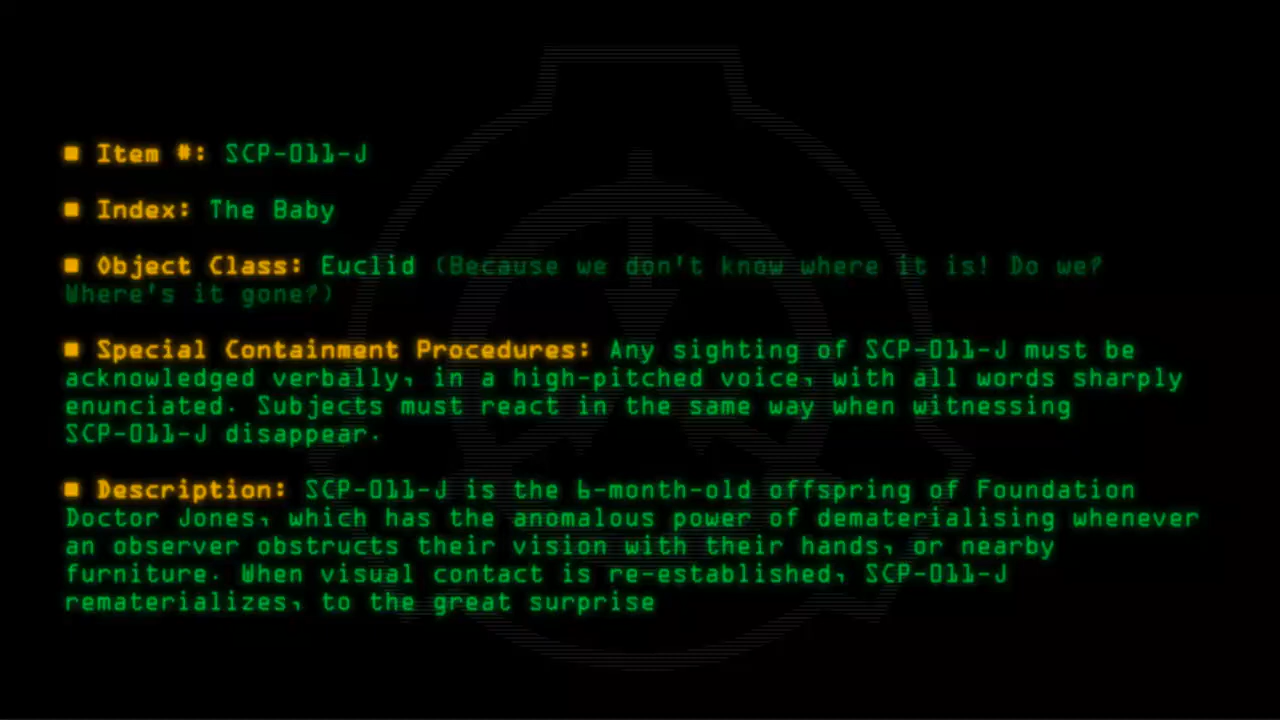 ■ Item #: SCP-011-J
■ Index: The Baby
■ Object Class: Euclid (Because we don't know where it is! Do we?
Where's it gone?)
■ Special Containment Procedures: Any sighting of SCP-011-J must be
acknowledged verbally, in a high-pitched voice, with all words sharply
enunciated. Subjects must react in the same way when witnessing
SCP-011-J disappear.
■ Description: SCP-011-J is the 6-month-old offspring of Foundation
Doctor Jones, which has the anomalous power of dematerialising whenever
an observer obstructs their vision with their hands, or nearby
furniture. When visual contact is re-established, SCP-011-J
rematerializes, to the great surprise